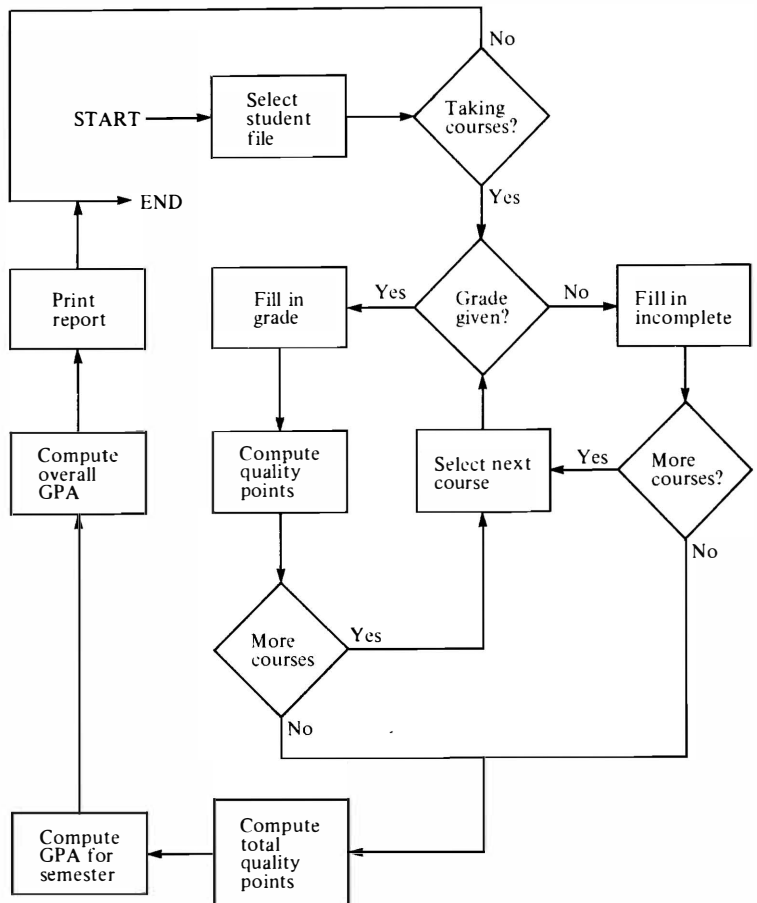 No
START
Select
student
file
Taking
courses?
END
Yes
Print
report
Fill in
grade
Yes
Grade
given?
No
Fill in
incomplete
Compute
overall
GPA
Compute
quality
points
Select next
course
Yes
More
courses?
No
More
courses
Yes
No
Compute
GPA for
semester
Compute
total
quality
points